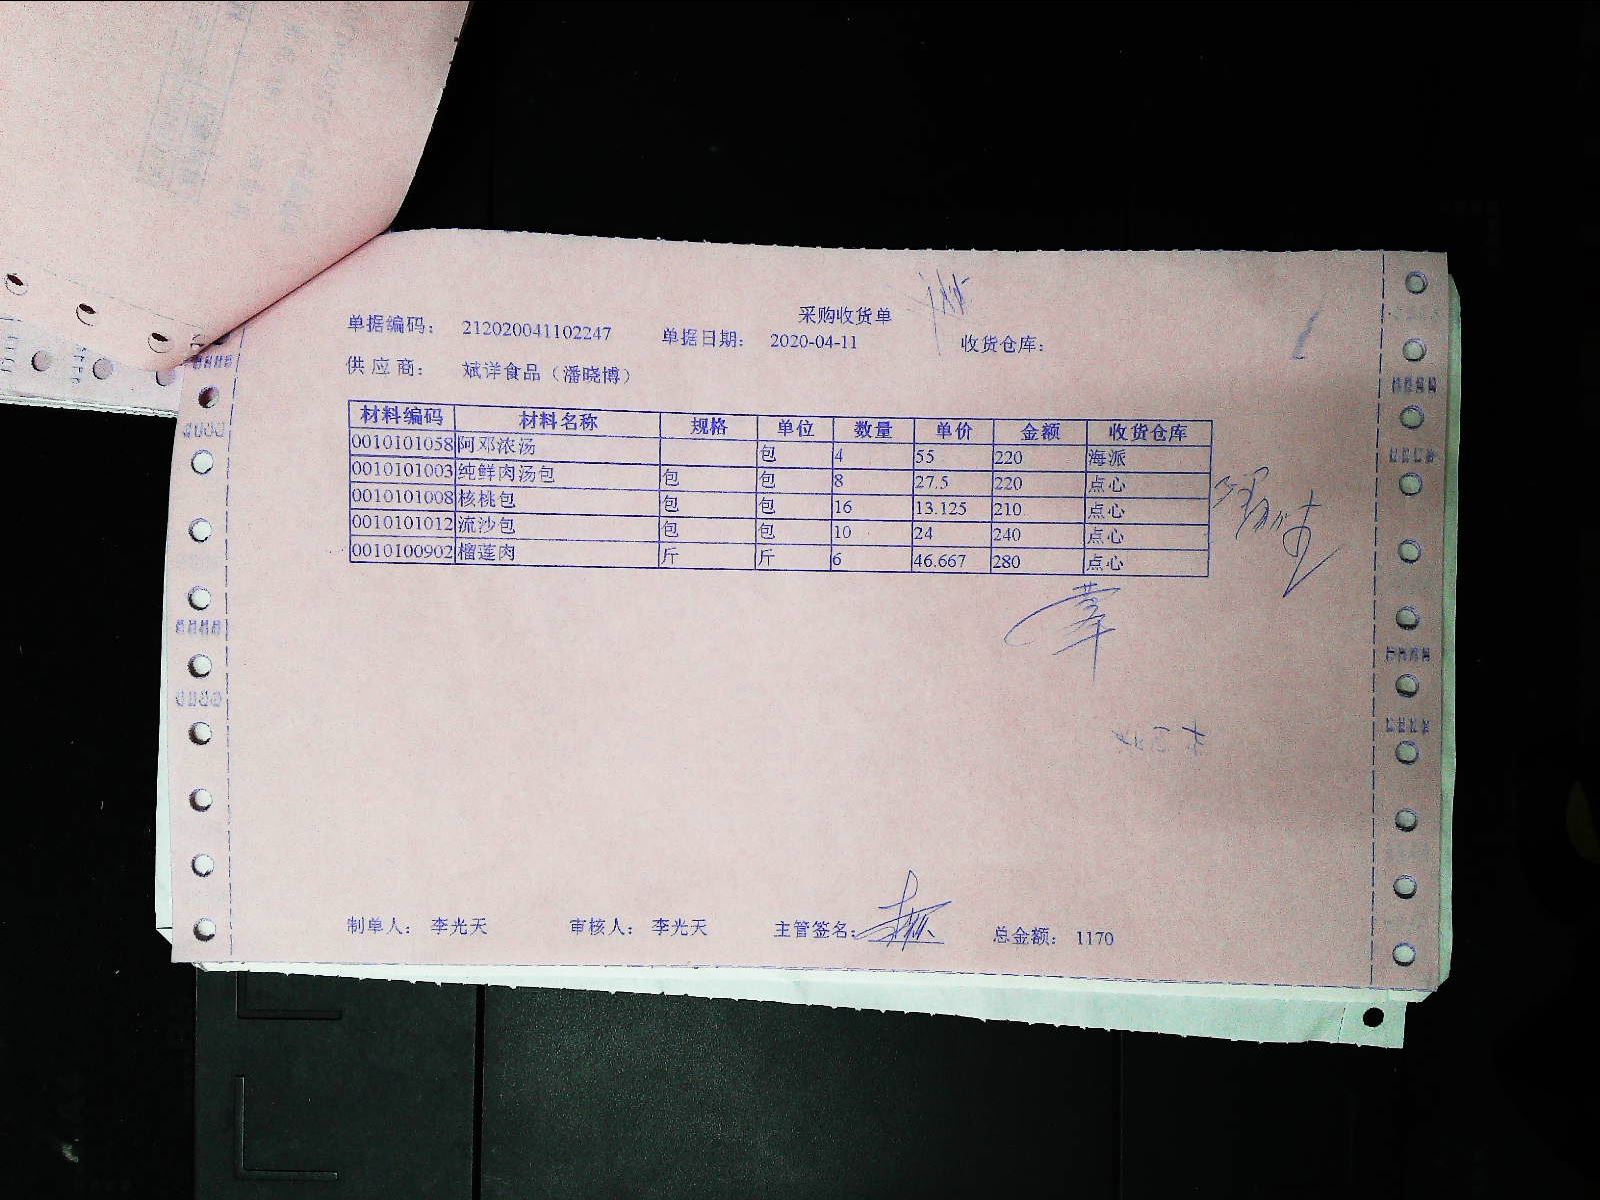 采购收货单
单据编码： 212020041102247 单据日期： 2020-04-11 收货仓库：
供应商： 斌洋食品（潘晓博）
材料编码 材料名称 规格 单位 数量 单价 金额 收货仓库
0010101058 阿邓浓汤 包 4 55 220 海派
0010101003 纯鲜肉汤包 包 包 8 27.5 220 点心
0010101008 核桃包 包 包 16 13.125 210 点心
0010101012 流沙包 包 包 10 24 240 点心
0010100902 榴莲肉 斤 斤 6 46.667 280 点心
制单人： 李光天 审核人： 李光天 主管签名： 总金额： 1170